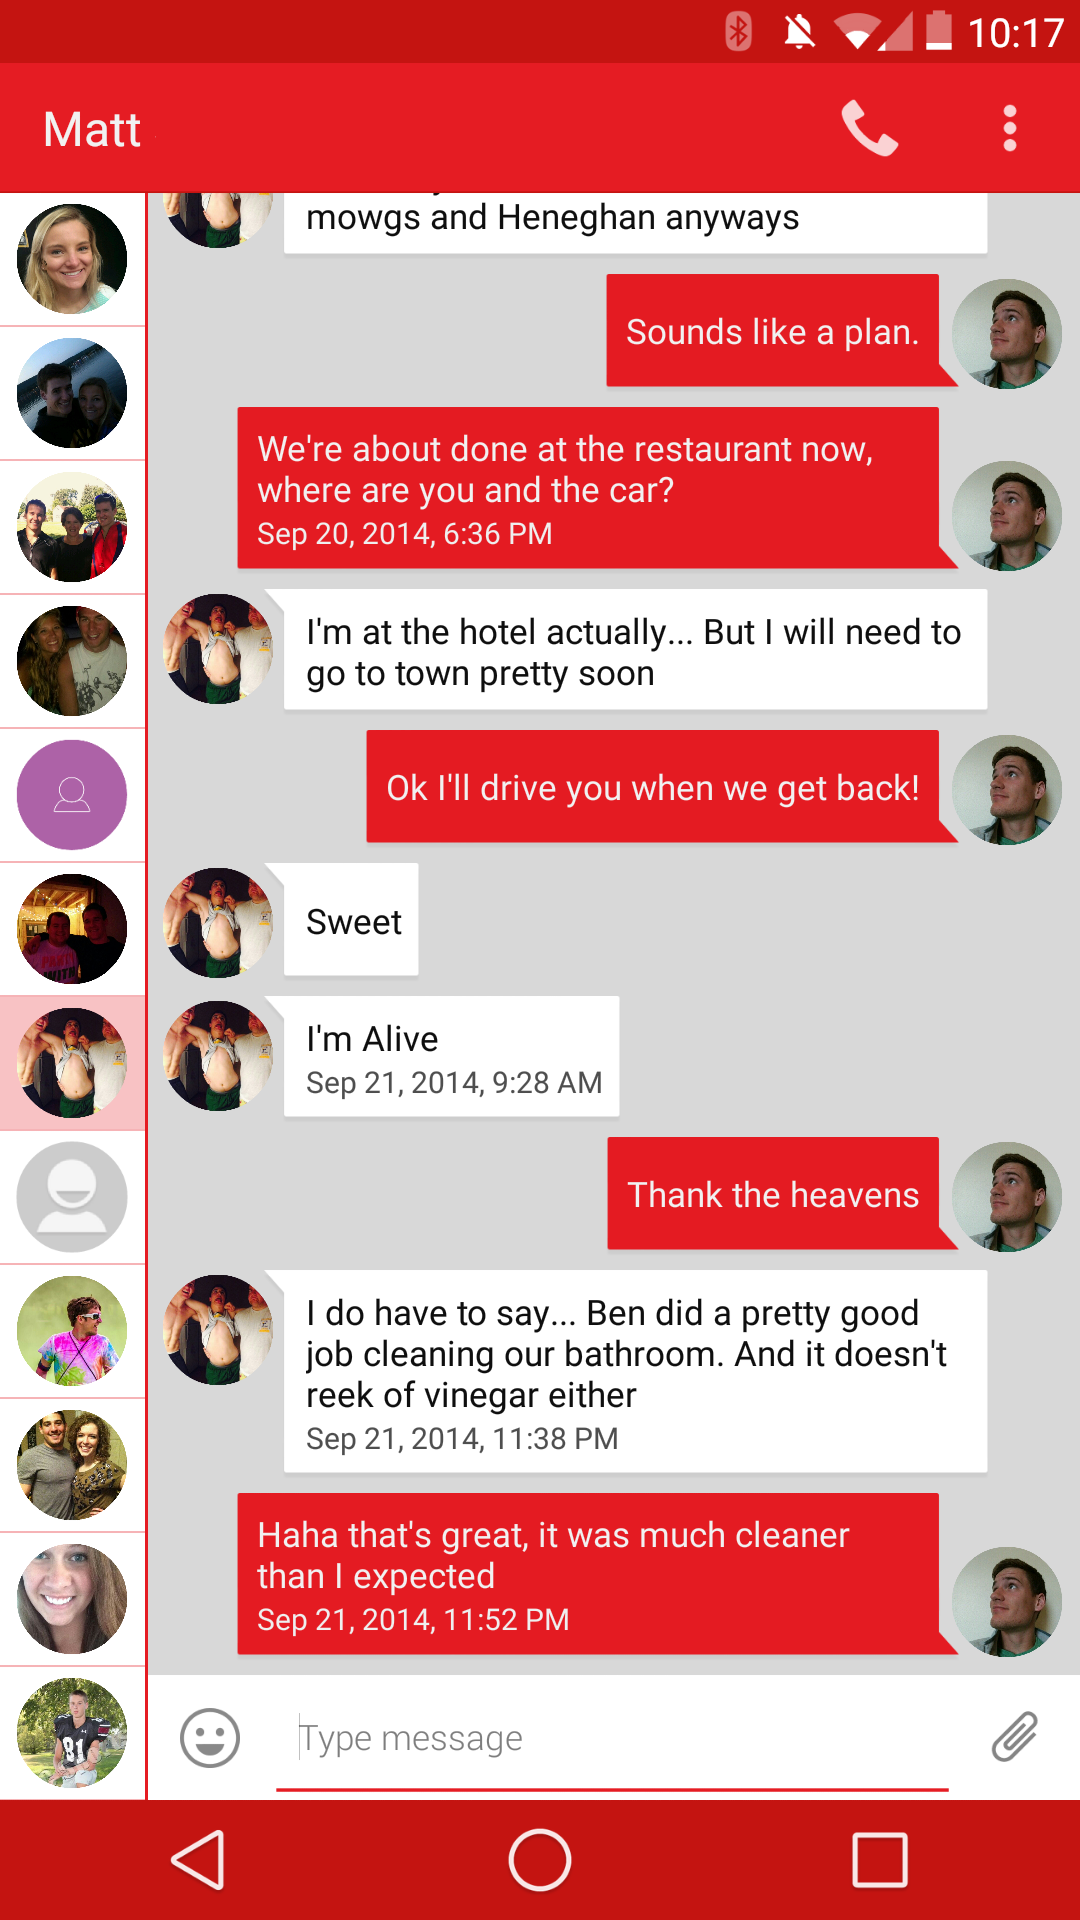 10:17
Matt
mowgs and Heneghan anyways
Sounds like a plan.
We're about done at the restaurant now,
where are you and the car?
Sep 20, 2014, 6:36 PM
I'm at the hotel actually... But I will need to
go to town pretty soon
Ok I'll drive you when we get back!
Sweet
I'm Alive
Sep 21, 2014, 9:28 AM
Thank the heavens
I do have to say... Ben did a pretty good
job cleaning our bathroom. And it doesn't
reek of vinegar either
Sep 21, 2014, 11:38 PM
Haha that's great, it was much cleaner
than I expected
Sep 21, 2014, 11:52 PM
81
Type message